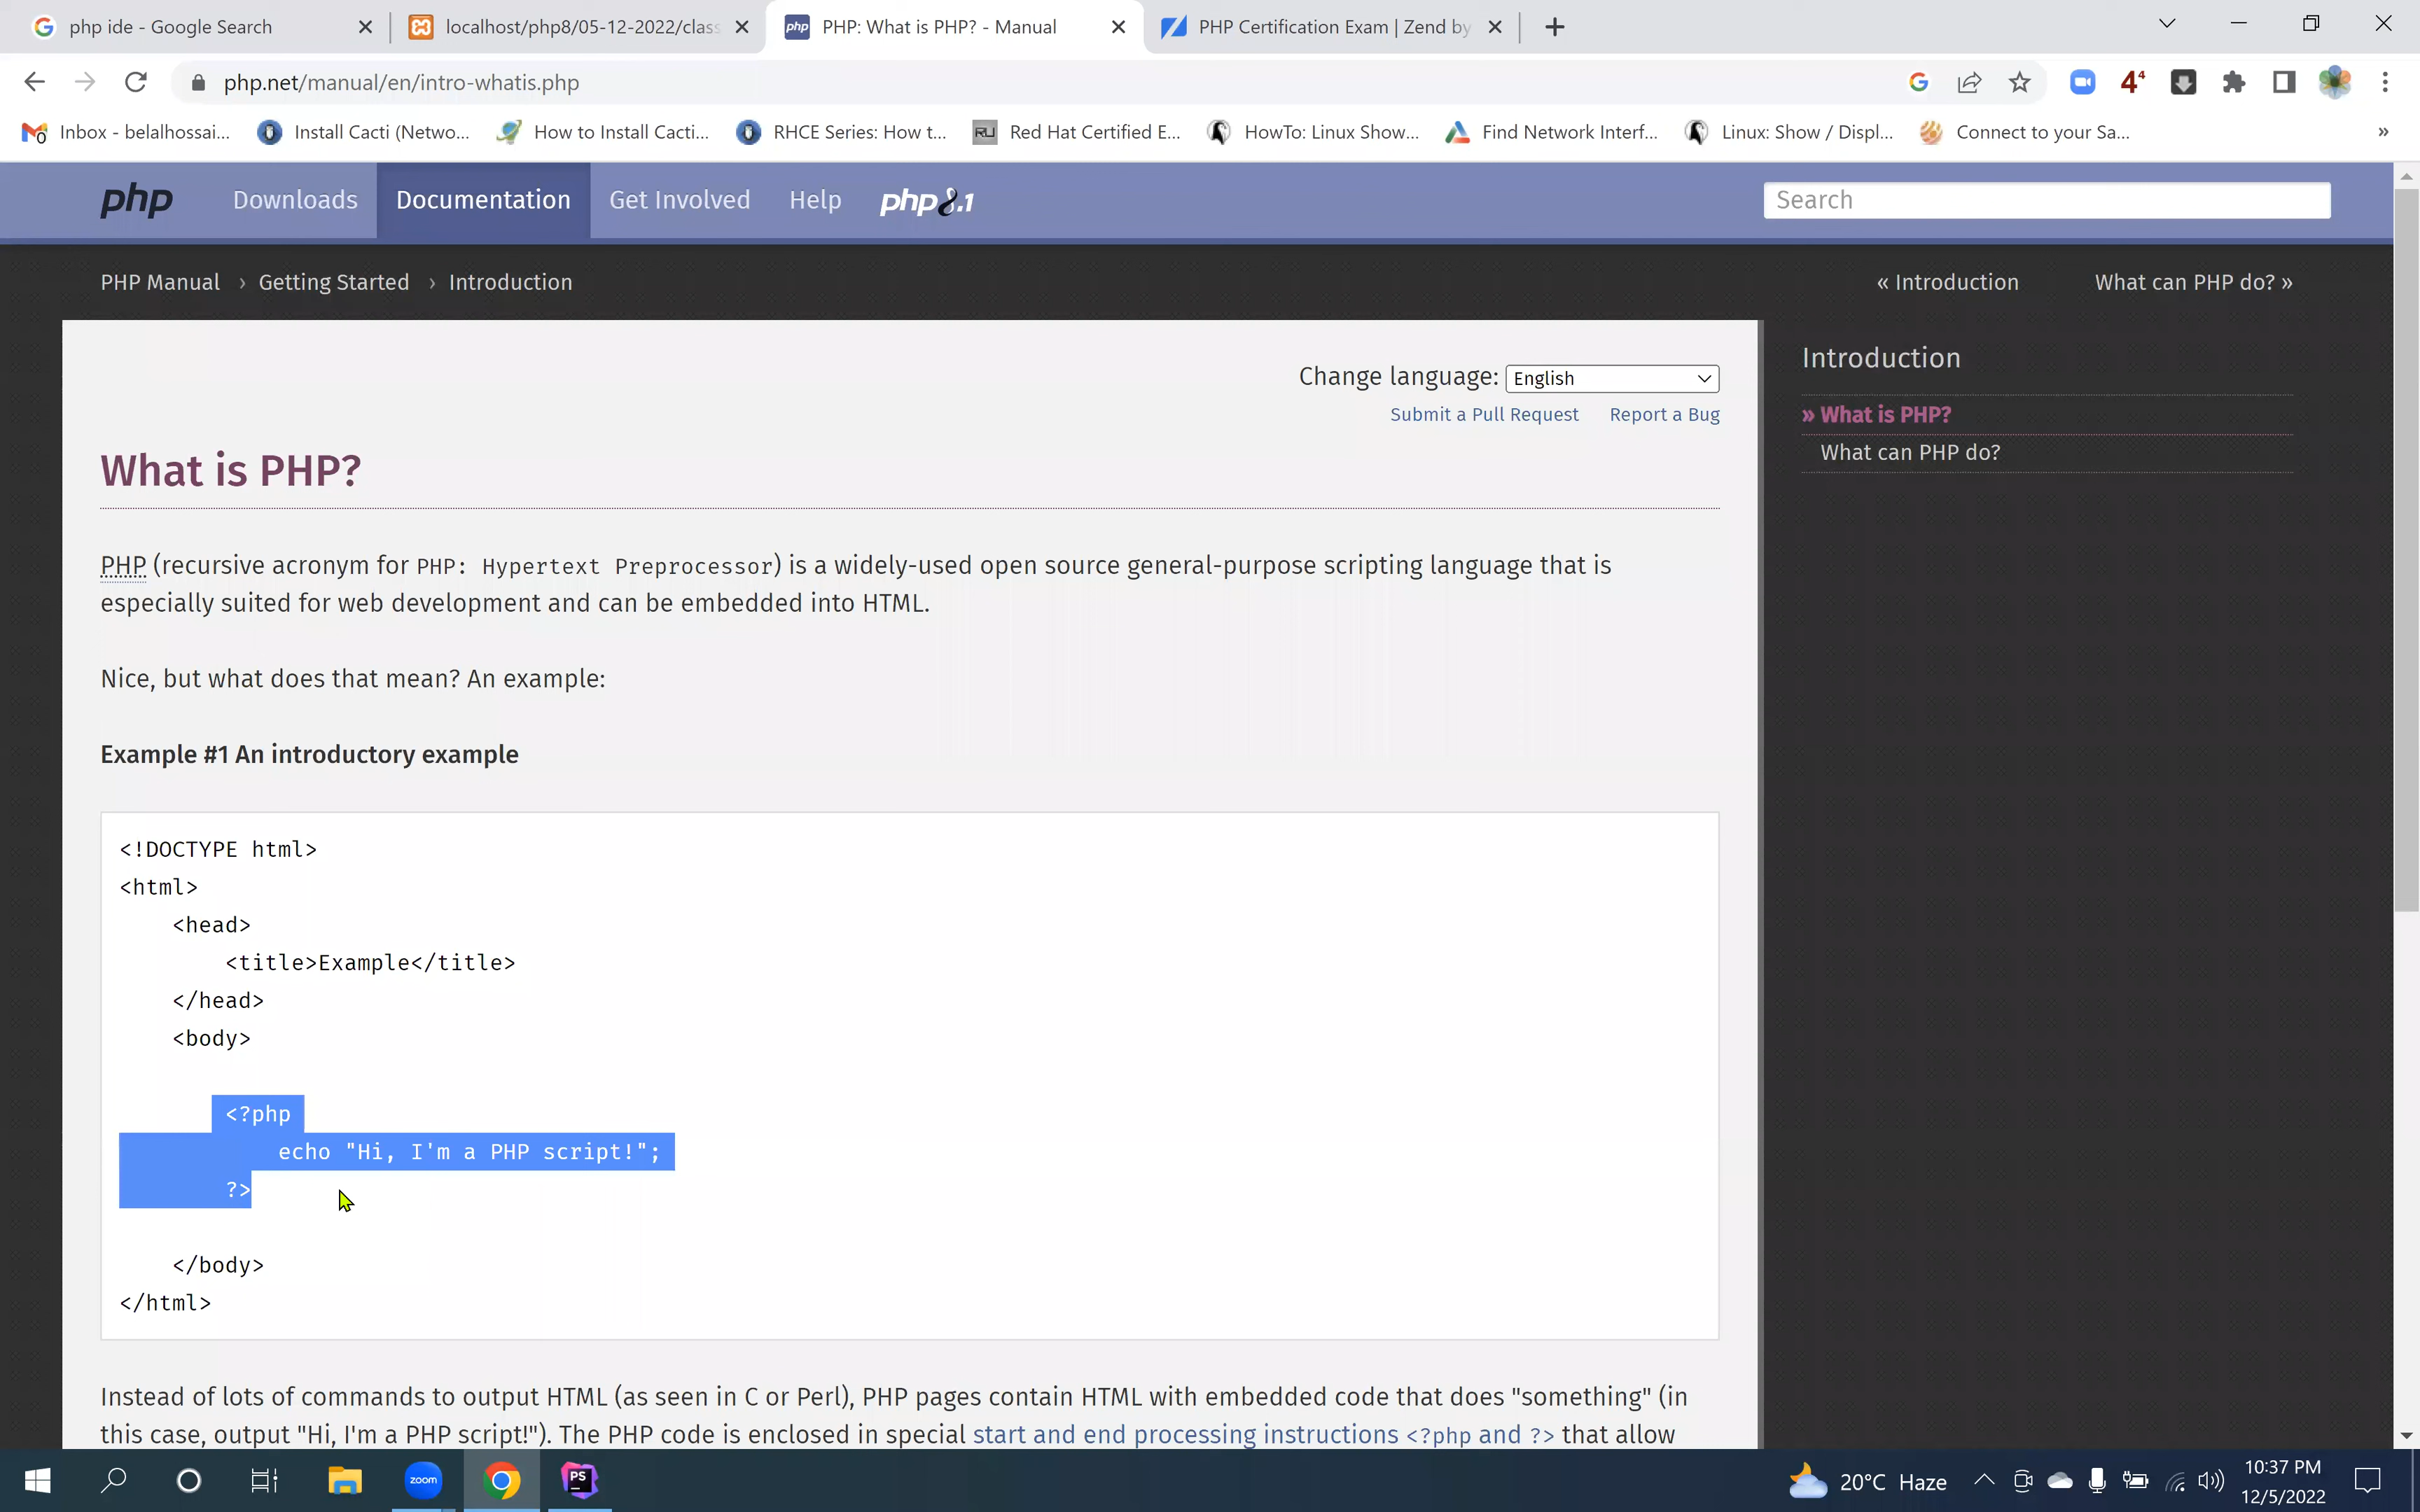 php ide - Google Search
localhost/php8/05-12-2022/class
PHP: What is PHP? - Manual
PHP Certification Exam | Zend by
php.net/manual/en/intro-whatis.php
Inbox - belalhossai...
Install Cacti (Netwo...
How to Install Cacti...
RHCE Series: How t...
Red Hat Certified E...
HowTo: Linux Show...
Find Network Interf...
Linux: Show / Displ...
Connect to your Sa...
»
php
Downloads
Documentation
Get Involved
Help
php8.1
Search
PHP Manual › Getting Started › Introduction
« Introduction
What can PHP do? »
Change language: English
Submit a Pull Request
Report a Bug
What is PHP?
PHP (recursive acronym for PHP: Hypertext Preprocessor) is a widely-used open source general-purpose scripting language that is
especially suited for web development and can be embedded into HTML.
Nice, but what does that mean? An example:
Example #1 An introductory example
<!DOCTYPE html>
<html>
<head>
<title>Example</title>
</head>
<body>
<?php
echo "Hi, I'm a PHP script!";
?>
</body>
</html>
Instead of lots of commands to output HTML (as seen in C or Perl), PHP pages contain HTML with embedded code that does "something" (in
this case, output "Hi, I'm a PHP script!"). The PHP code is enclosed in special start and end processing instructions <?php and ?> that allow
Introduction
» What is PHP?
What can PHP do?
zoom
PS
20°C Haze
10:37 PM
12/5/2022